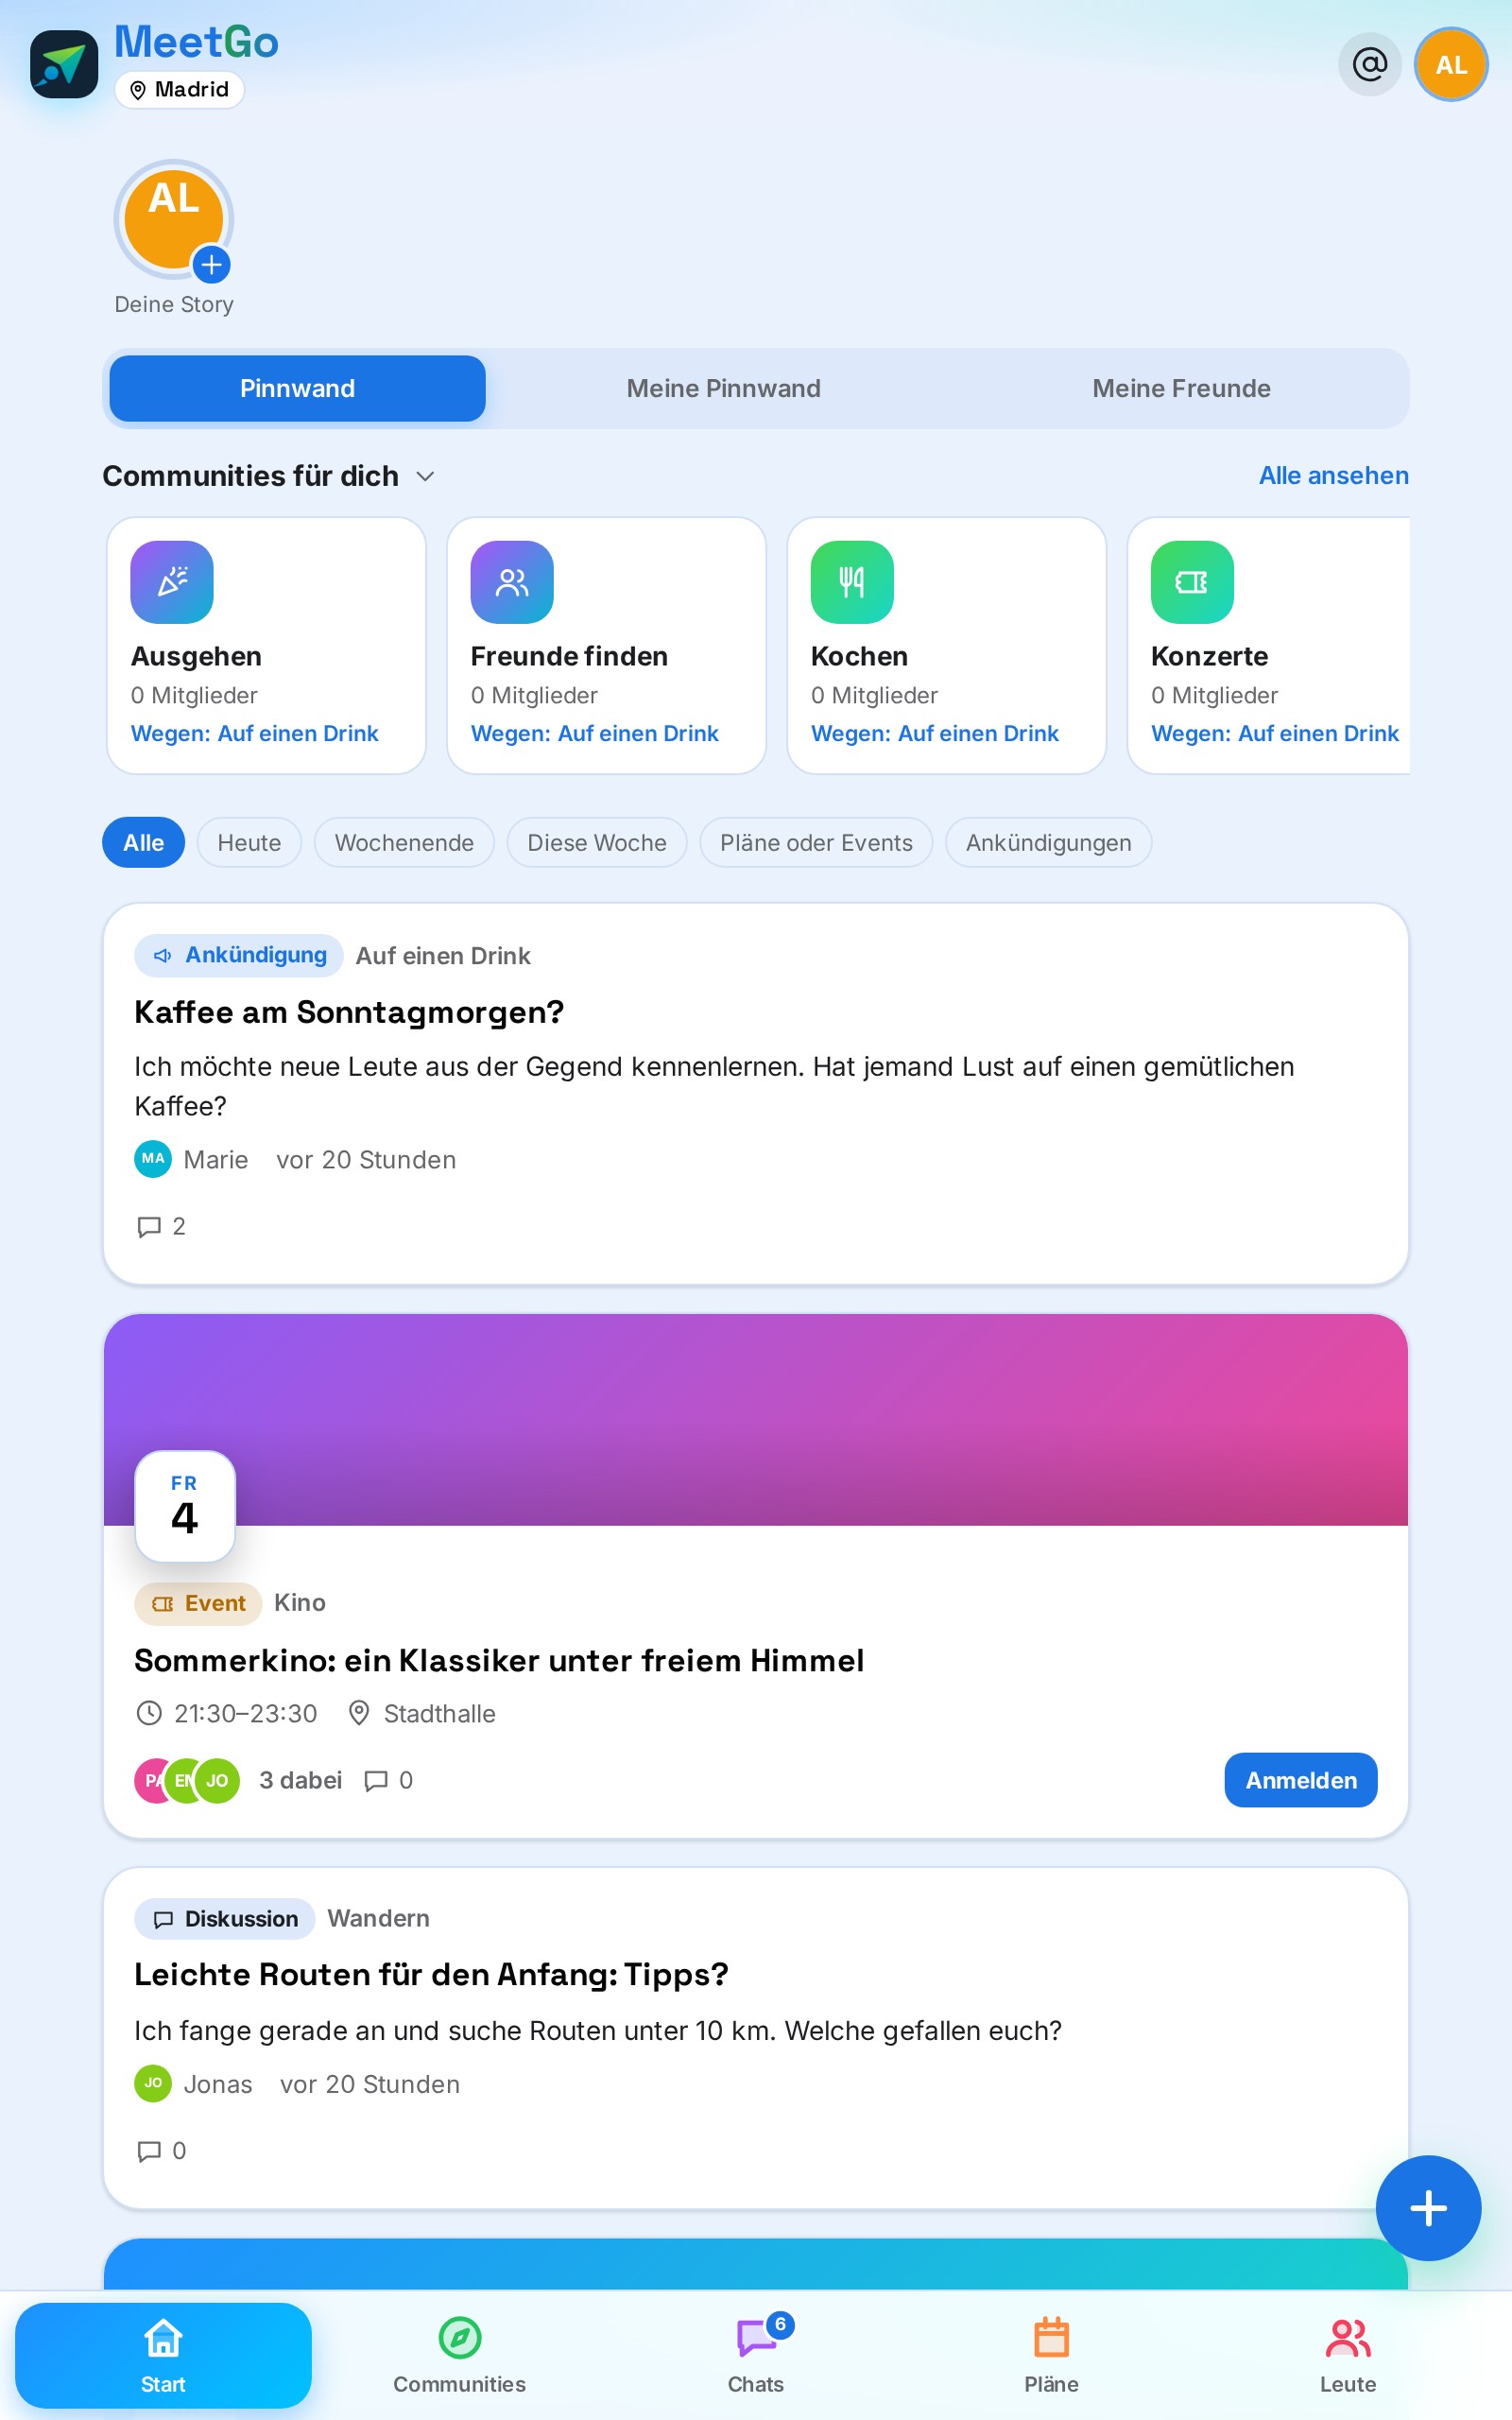 MeetGo
Madrid
AL
AL
Deine Story
Pinnwand
Meine Pinnwand
Meine Freunde
Communities für dich
Alle ansehen
Ausgehen
0 Mitglieder
Wegen: Auf einen Drink
Freunde finden
0 Mitglieder
Wegen: Auf einen Drink
Kochen
0 Mitglieder
Wegen: Auf einen Drink
Konzerte
0 Mitglieder
Wegen: Auf einen Drink
Alle
Heute
Wochenende
Diese Woche
Pläne oder Events
Ankündigungen
Ankündigung Auf einen Drink
Kaffee am Sonntagmorgen?
Ich möchte neue Leute aus der Gegend kennenlernen. Hat jemand Lust auf einen gemütlichen
Kaffee?
MA Marie vor 20 Stunden
2
FR
4
Event Kino
Sommerkino: ein Klassiker unter freiem Himmel
21:30–23:30 Stadthalle
PA EM JO 3 dabei 0
Anmelden
Diskussion Wandern
Leichte Routen für den Anfang: Tipps?
Ich fange gerade an und suche Routen unter 10 km. Welche gefallen euch?
JO Jonas vor 20 Stunden
0
Start
Communities
6
Chats
Pläne
Leute